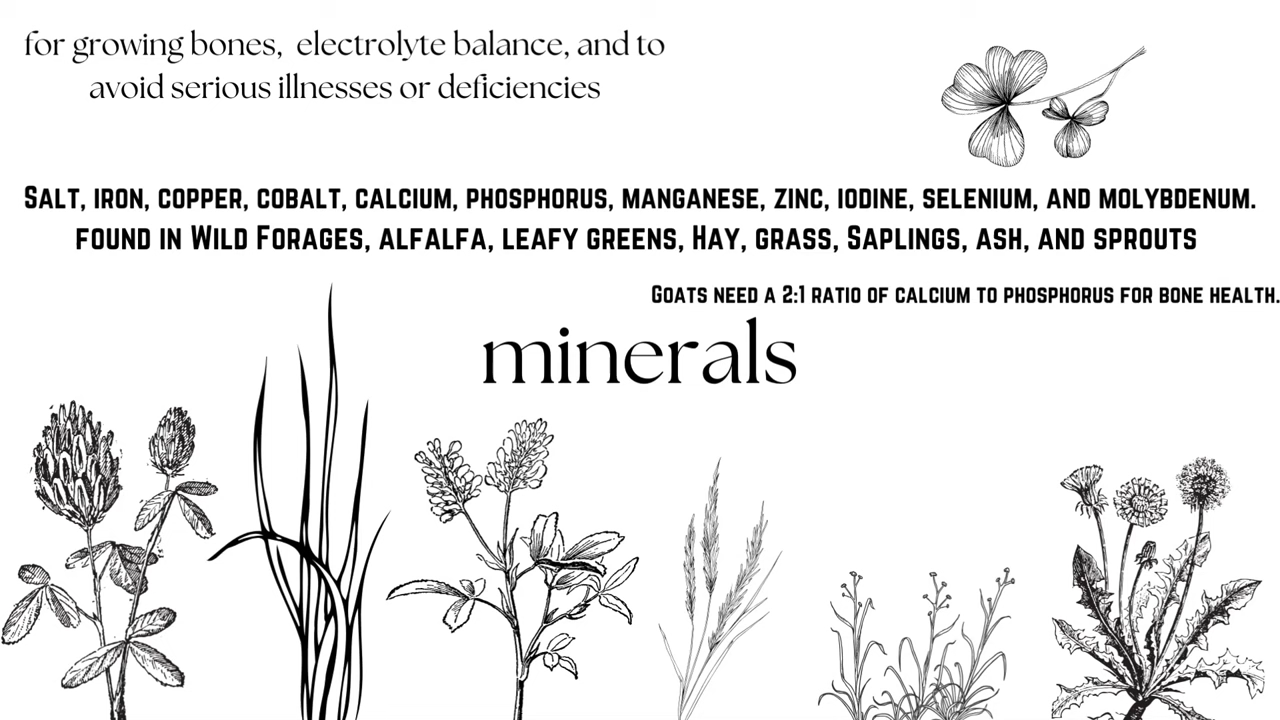 for growing bones, electrolyte balance, and to
avoid serious illnesses or deficiencies
Salt, iron, copper, cobalt, calcium, phosphorus, manganese, zinc, iodine, selenium, and molybdenum.
found in Wild Forages, alfalfa, leafy greens, Hay, grass, Saplings, ash, and sprouts
Goats need a 2:1 ratio of calcium to phosphorus for bone health.
minerals